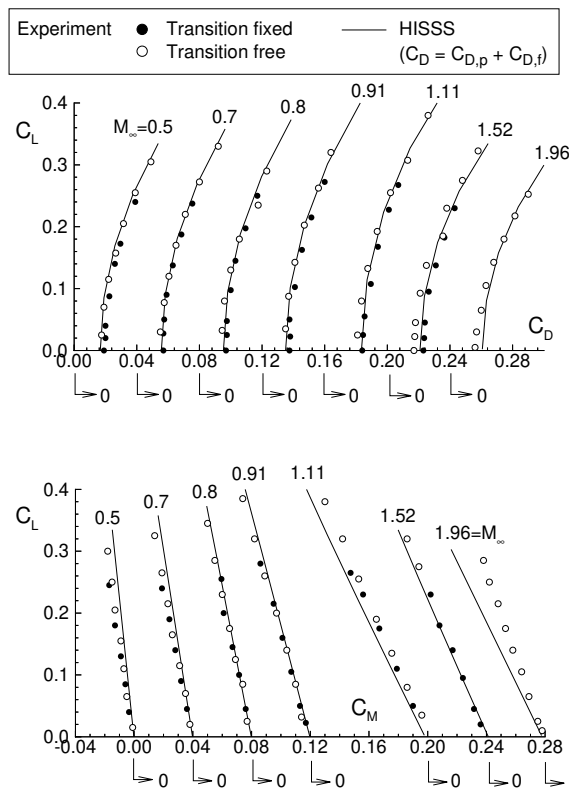 Experiment ● Transition fixed —— HISSS
○ Transition free (C_D = C_D,p + C_D,f)
C_L
0.4
0.3
0.2
0.1
0.0
M∞=0.5
0.7
0.8
0.91
1.11
1.52
1.96
C_D
0.00 0.04 0.08 0.12 0.16 0.20 0.24 0.28
0 0 0 0 0 0 0
C_L
0.4
0.3
0.2
0.1
0.0
0.5
0.7
0.8
0.91
1.11
1.52
1.96=M∞
C_M
-0.04 0.00 0.04 0.08 0.12 0.16 0.20 0.24 0.28
0 0 0 0 0 0